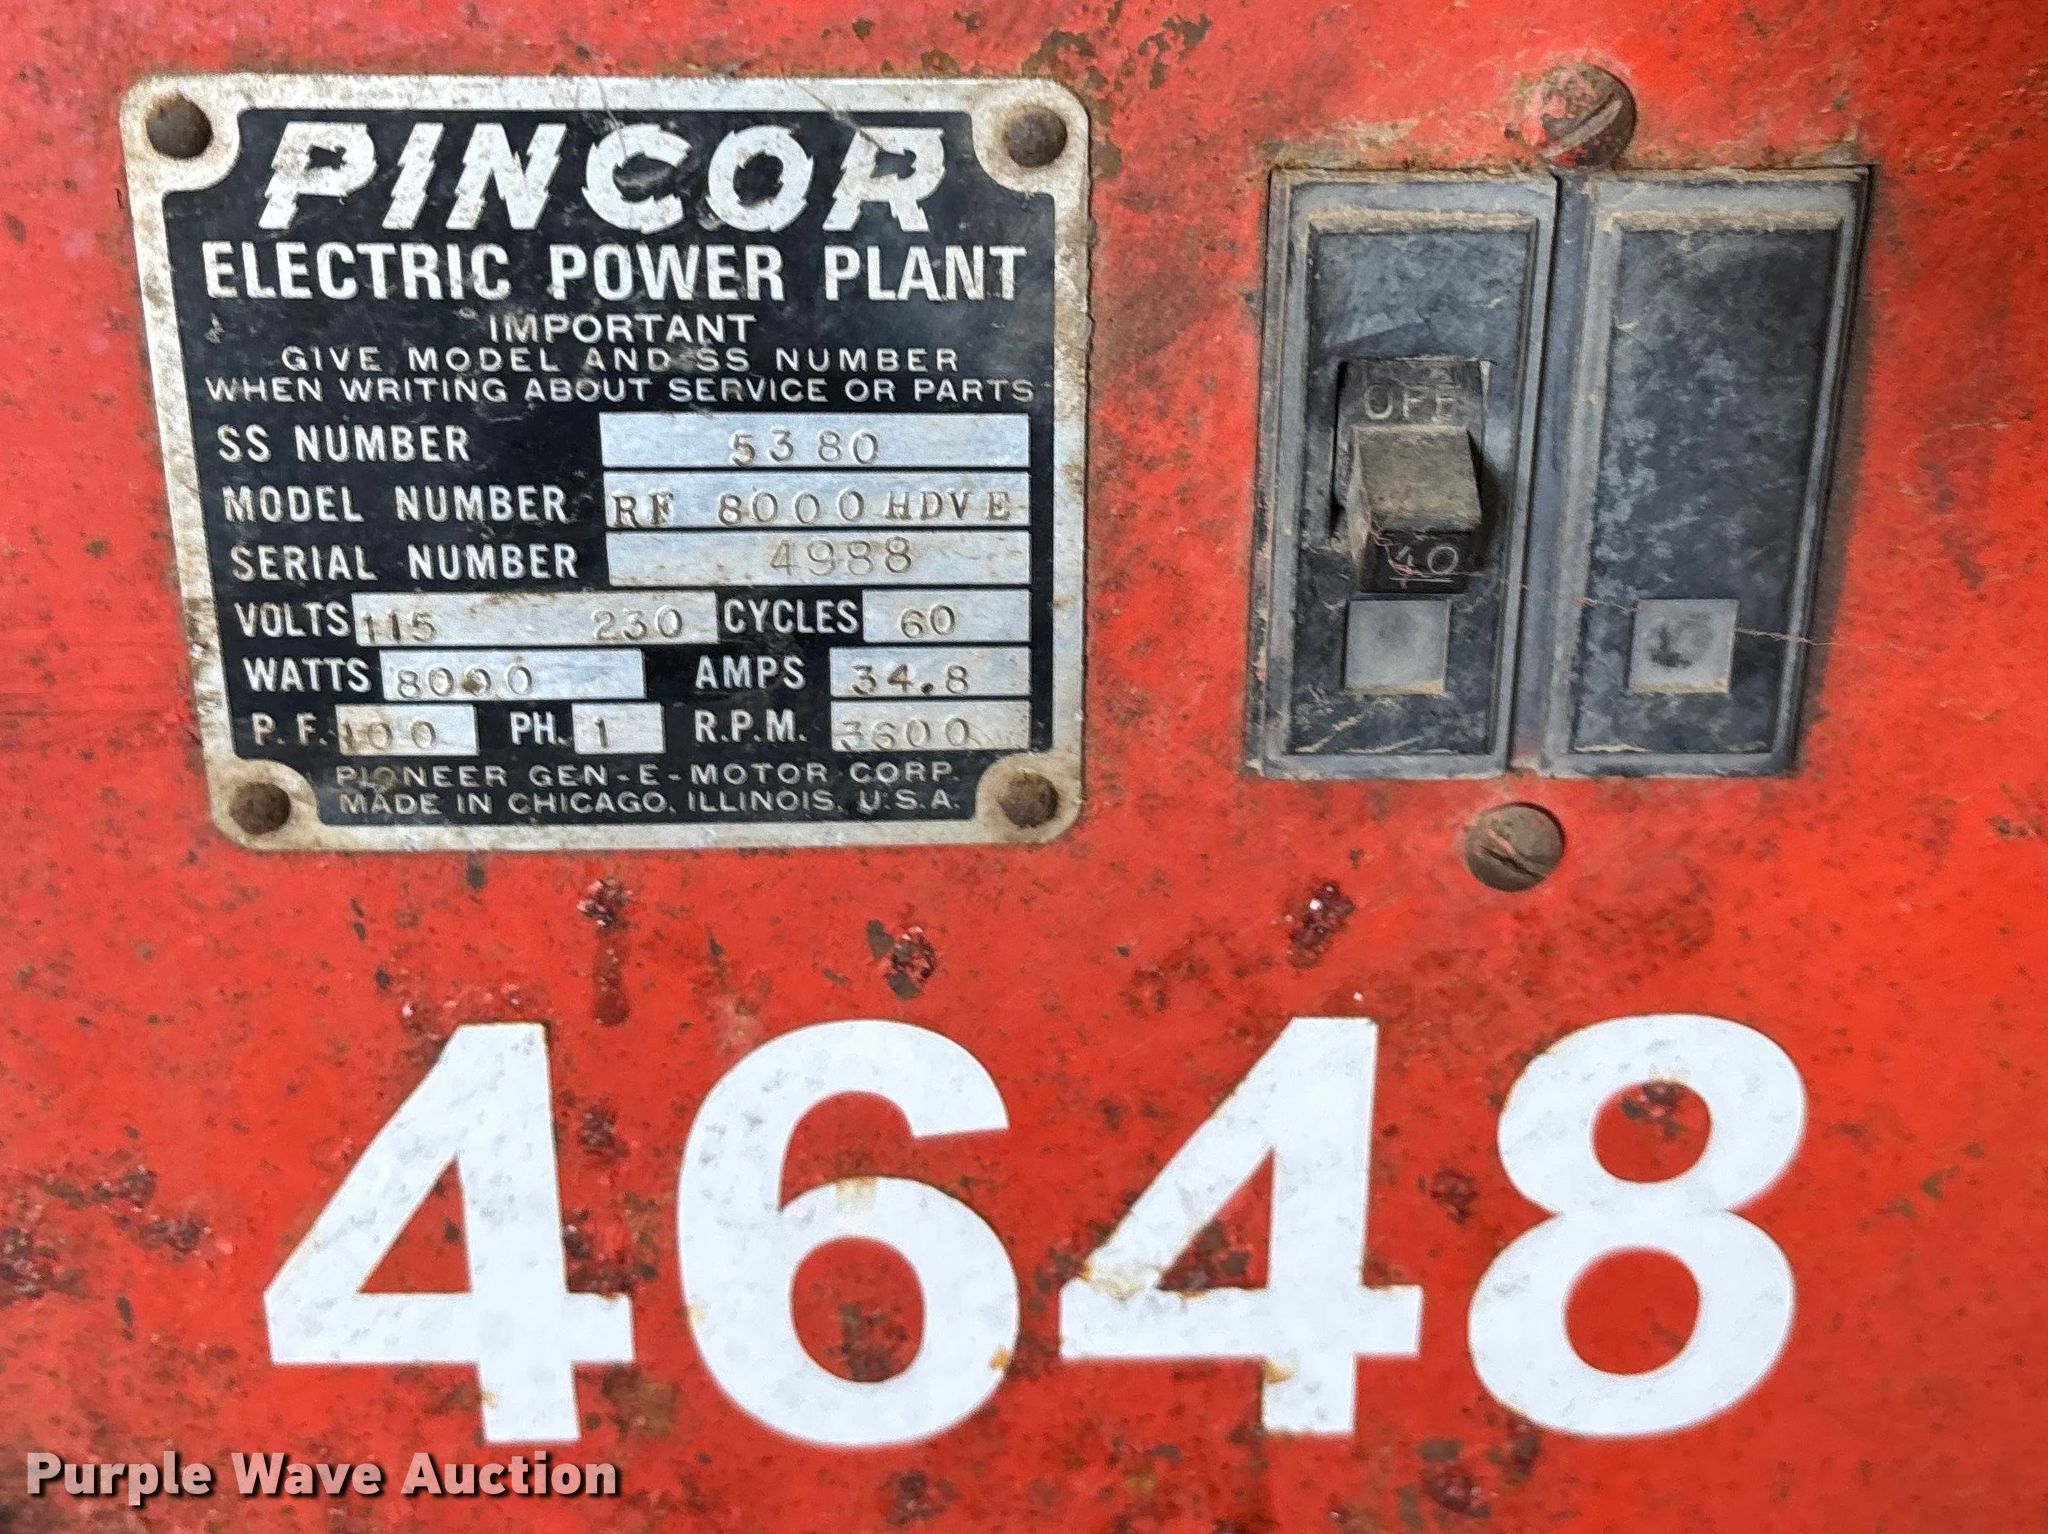 PINCOR
ELECTRIC POWER PLANT
IMPORTANT
GIVE MODEL AND SS NUMBER
WHEN WRITING ABOUT SERVICE OR PARTS
SS NUMBER 5380
MODEL NUMBER RF 8000 HDVE
SERIAL NUMBER 4988
VOLTS 115 230 CYCLES 60
WATTS 8000 AMPS 34.8
P.F. 100 PH. 1 R.P.M. 3600
PIONEER GEN-E-MOTOR CORP.
MADE IN CHICAGO, ILLINOIS, U.S.A.
OFF
40
4648
Purple Wave Auction